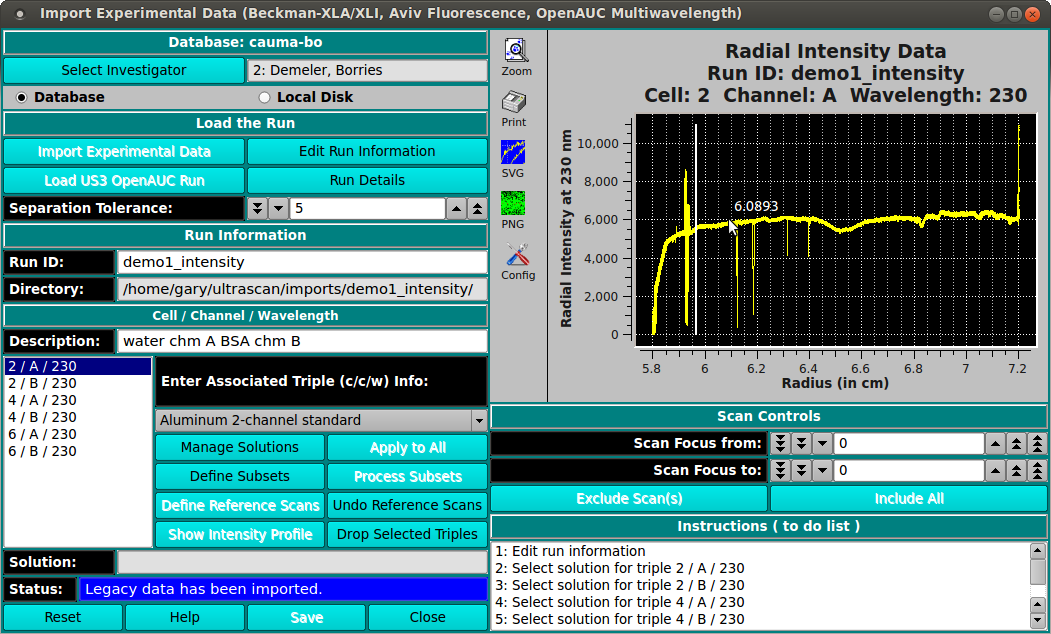 Import Experimental Data (Beckman-XLA/XLI, Aviv Fluorescence, OpenAUC Multiwavelength)
Database: cauma-bo
Select Investigator
2: Demeler, Borries
Database
Local Disk
Load the Run
Import Experimental Data
Edit Run Information
Load US3 OpenAUC Run
Run Details
Separation Tolerance:
5
Run Information
Run ID:
demo1_intensity
Directory:
/home/gary/ultrascan/imports/demo1_intensity/
Cell / Channel / Wavelength
Description:
water chm A BSA chm B
2 / A / 230
2 / B / 230
4 / A / 230
4 / B / 230
6 / A / 230
6 / B / 230
Enter Associated Triple (c/c/w) Info:
Aluminum 2-channel standard
Manage Solutions
Apply to All
Define Subsets
Process Subsets
Define Reference Scans
Undo Reference Scans
Show Intensity Profile
Drop Selected Triples
Solution:
Status:
Legacy data has been imported.
Reset
Help
Save
Close
Zoom
Print
SVG
PNG
Config
Radial Intensity Data
Run ID: demo1_intensity
Cell: 2 Channel: A Wavelength: 230
Radial Intensity at 230 nm
10,000
8,000
6,000
4,000
2,000
0
6.0893
5.8
6
6.2
6.4
6.6
6.8
7
7.2
Radius (in cm)
Scan Controls
Scan Focus from:
0
Scan Focus to:
0
Exclude Scan(s)
Include All
Instructions ( to do list )
1: Edit run information
2: Select solution for triple 2 / A / 230
3: Select solution for triple 2 / B / 230
4: Select solution for triple 4 / A / 230
5: Select solution for triple 4 / B / 230